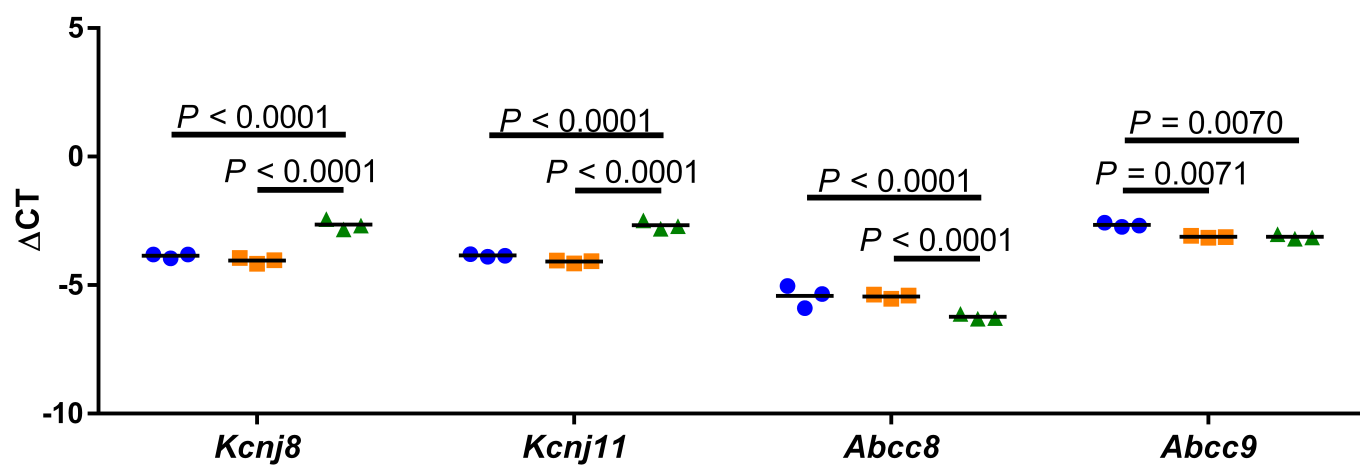 5
P < 0.0001
P < 0.0001
P = 0.0070
0
P < 0.0001
P < 0.0001
P < 0.0001
P = 0.0071
ΔCT
P < 0.0001
-5
-10
Kcnj8 Kcnj11 Abcc8 Abcc9